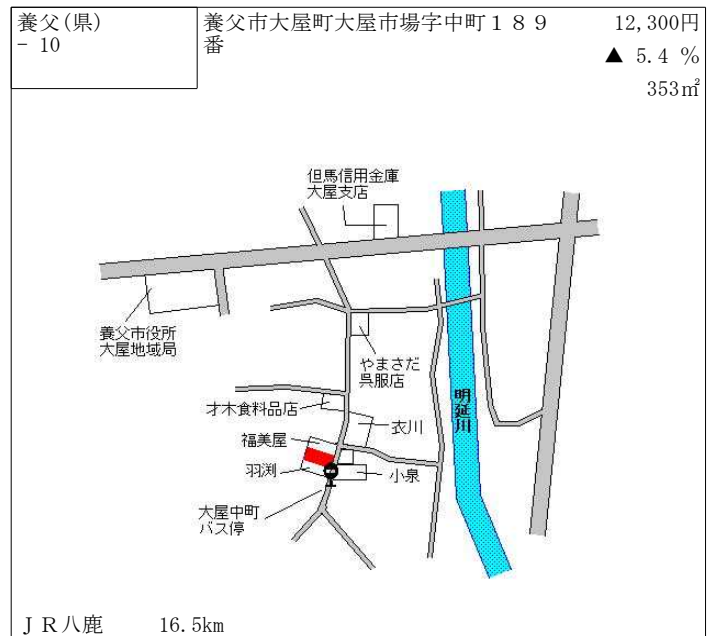 養父(県)
- 10
養父市大屋町大屋市場字中町１８９
番
12,300円
▲ 5.4 %
353㎡
但馬信用金庫
大屋支店
養父市役所
大屋地域局
やまさだ
呉服店
明延川
才木食料品店
衣川
福美屋
羽渕
小泉
大屋中町
バス停
ＪＲ八鹿 16.5km